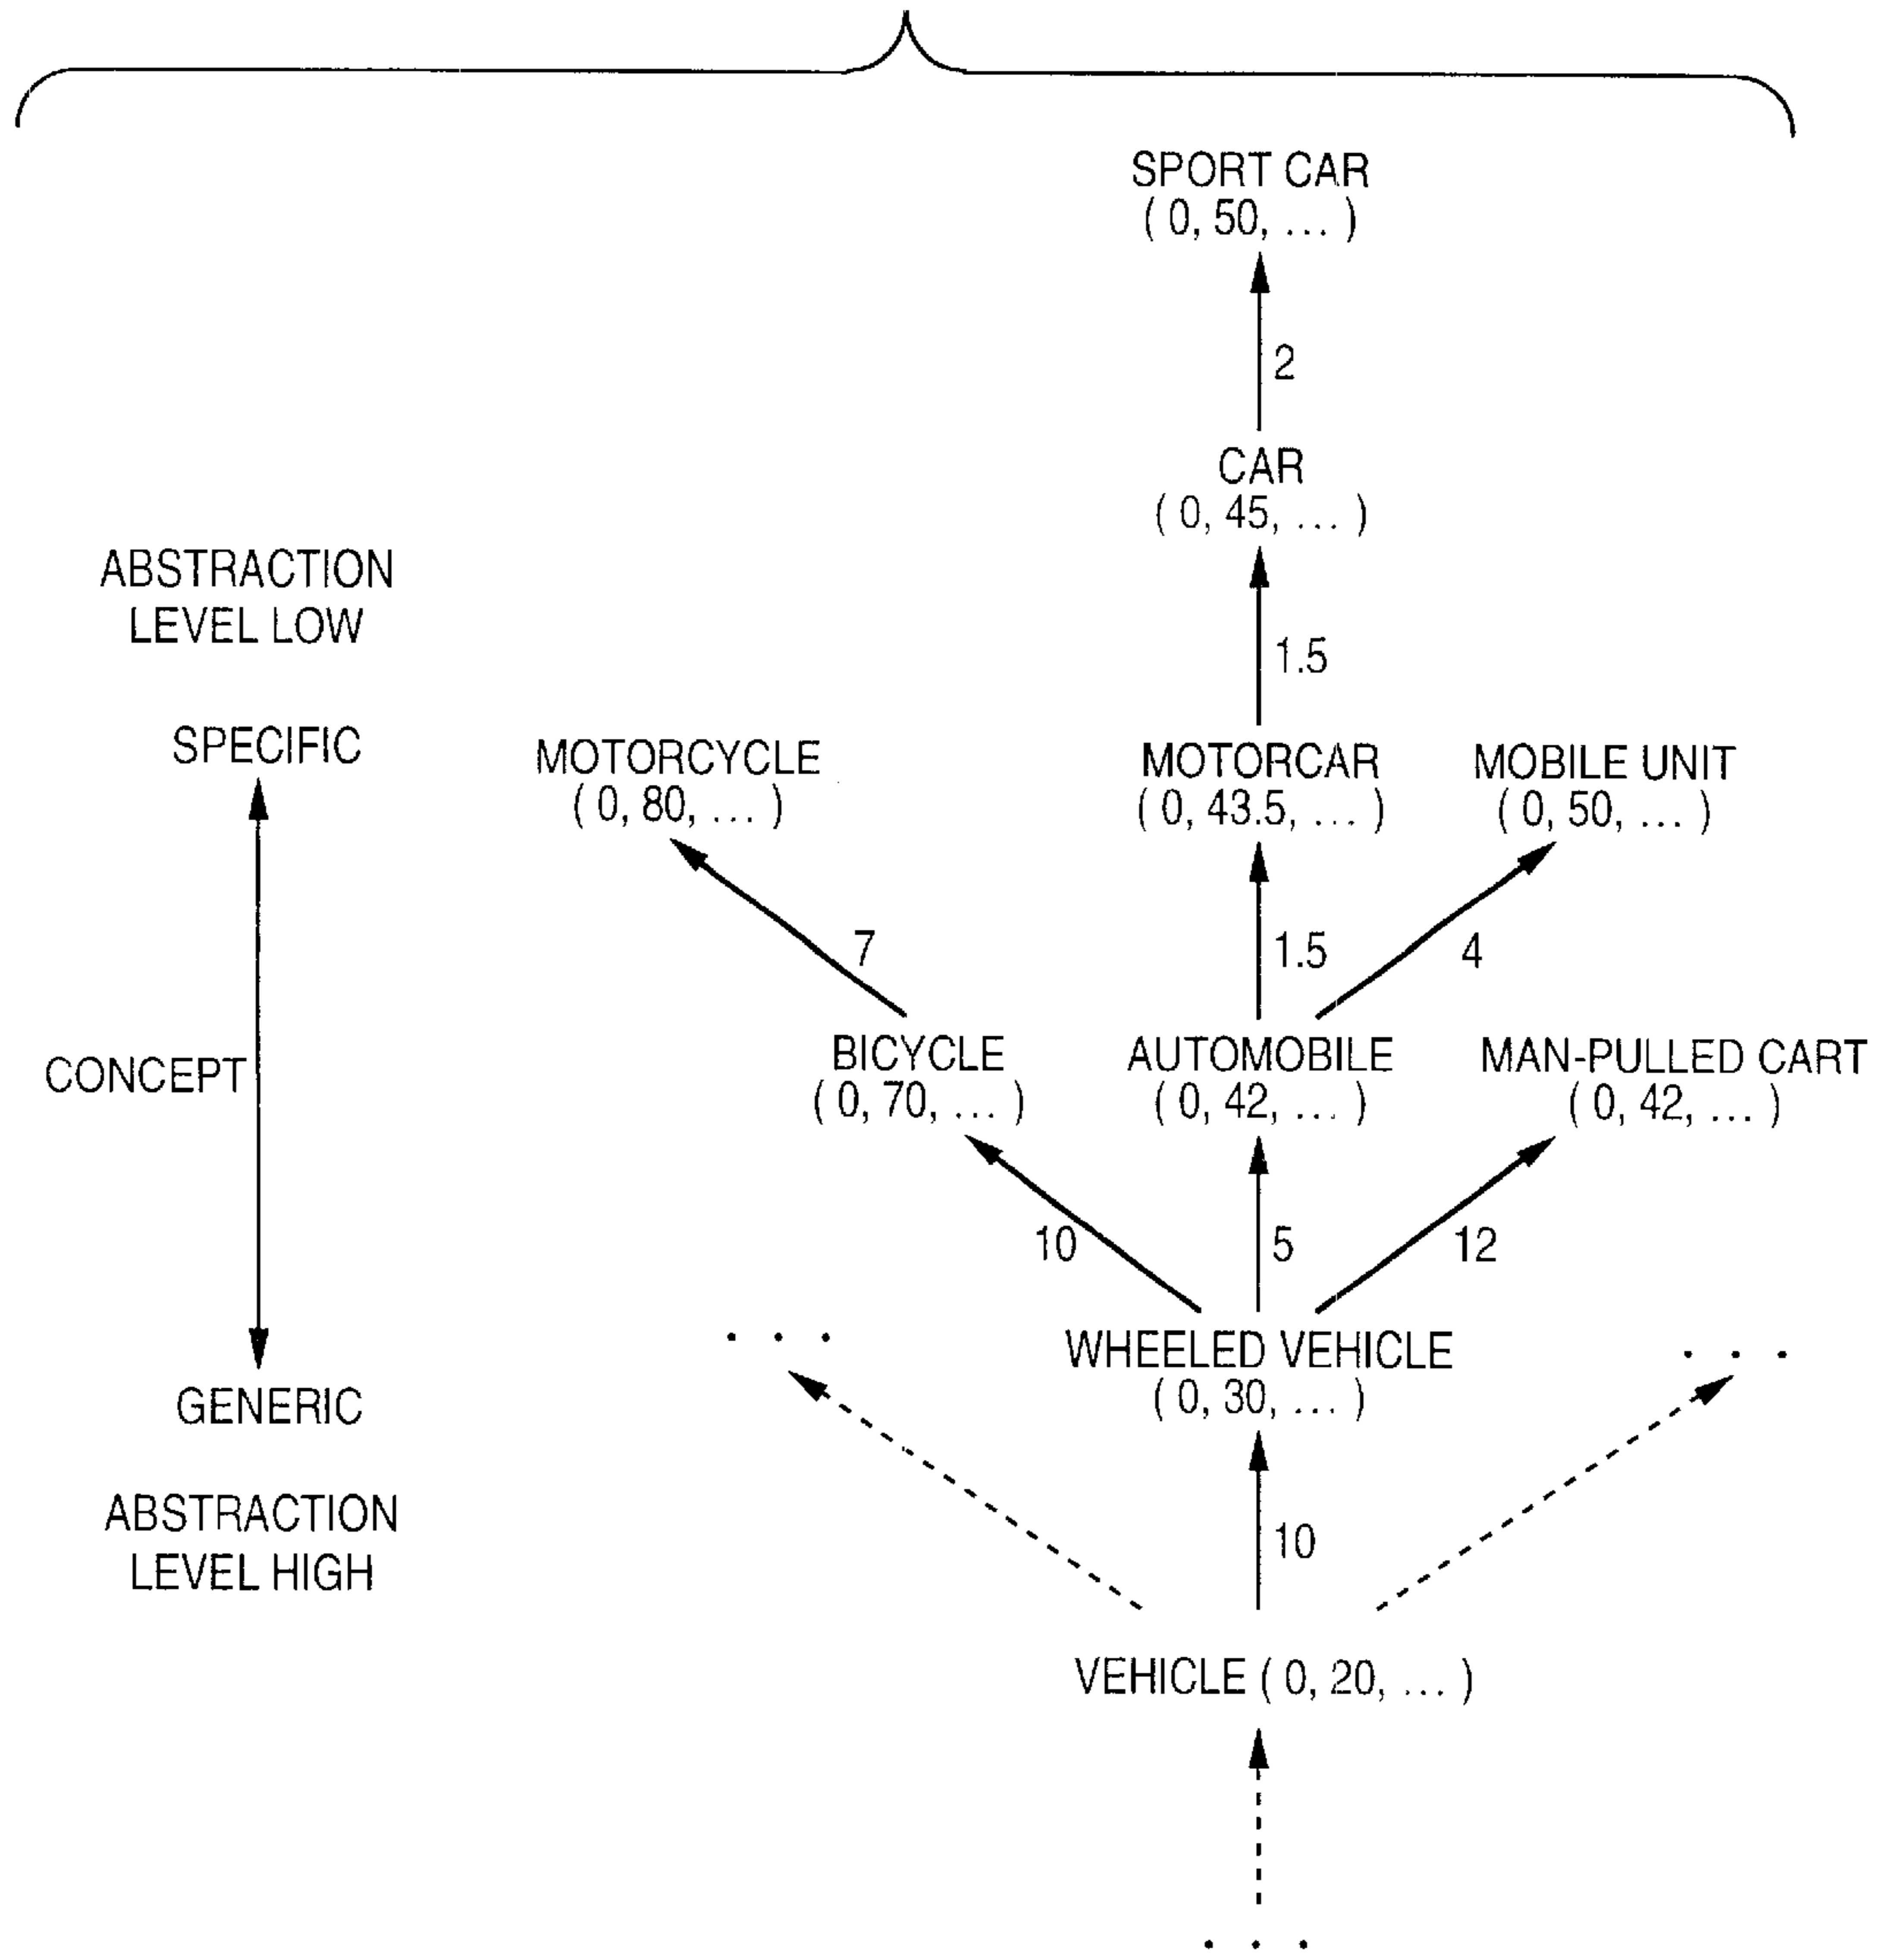 SPORT CAR
( 0, 50, ... )
2
CAR
( 0, 45, ... )
ABSTRACTION
LEVEL LOW
1.5
SPECIFIC
MOTORCYCLE
( 0, 80, ... )
MOTORCAR
( 0, 43.5, ... )
MOBILE UNIT
( 0, 50, ... )
7
1.5
4
CONCEPT
BICYCLE
( 0, 70, ... )
AUTOMOBILE
( 0, 42, ... )
MAN-PULLED CART
( 0, 42, ... )
10
5
12
. . .
WHEELED VEHICLE
( 0, 30, ... )
. . .
GENERIC
ABSTRACTION
LEVEL HIGH
10
VEHICLE ( 0, 20, ... )
. . .